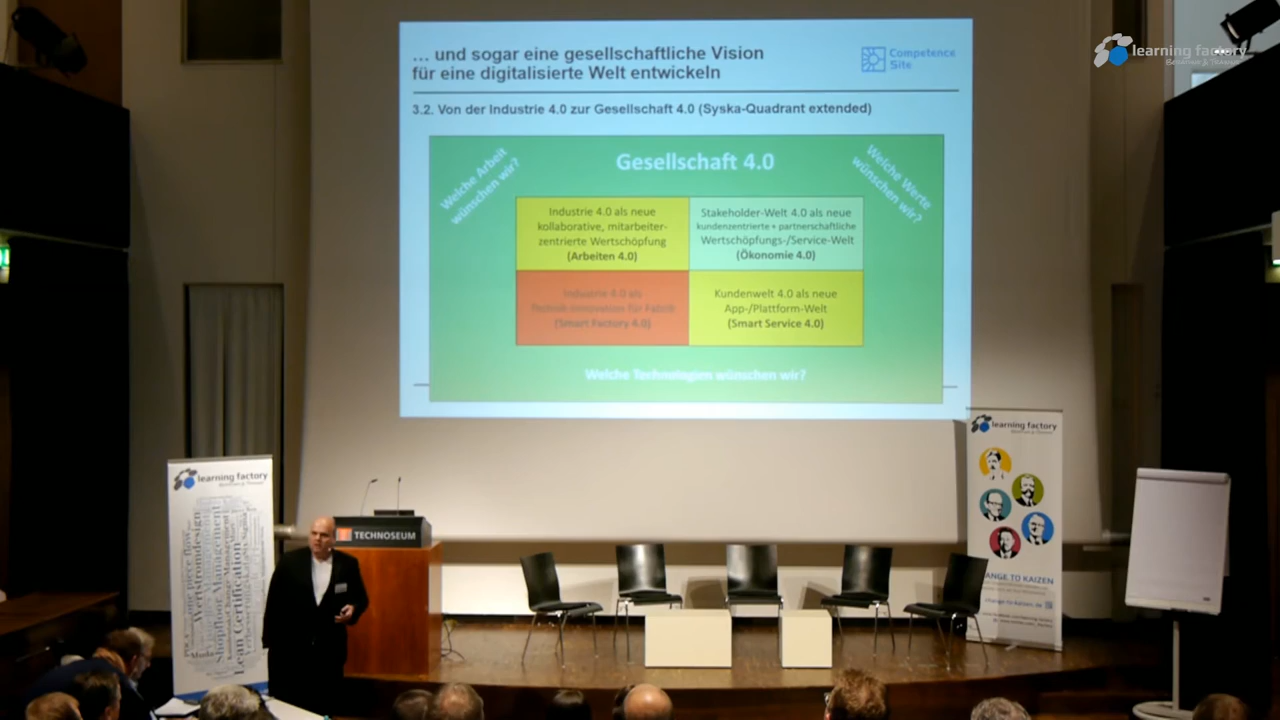 … und sogar eine gesellschaftliche Vision
für eine digitalisierte Welt entwickeln
Competence
Site
learning factory
3.2. Von der Industrie 4.0 zur Gesellschaft 4.0 (Syska-Quadrant extended)
Welche Arbeit
wünschen wir?
Gesellschaft 4.0
Welche Werte
wünschen wir?
Industrie 4.0 als neue
kollaborative, mitarbeiter-
zentrierte Wertschöpfung
(Arbeiten 4.0)
Stakeholder-Welt 4.0 als neue
kundenzentrierte + partnerschaftliche
Wertschöpfungs-/Service-Welt
(Ökonomie 4.0)
Industrie 4.0 als
Technik-Innovation für Fabrik
(Smart Factory 4.0)
Kundenwelt 4.0 als neue
App-/Plattform-Welt
(Smart Service 4.0)
Welche Technologien wünschen wir?
learning factory
Wertstromdesign
Shopfloor Management
Lean Certification
TECHNOSEUM
learning factory
ANGE TO KAIZEN
change-to-kaizen.de